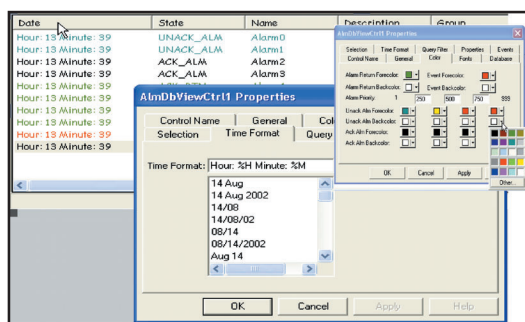 Date State Name Description Group
Hour: 13 Minute: 39 UNACK_ALM Alarm0
Hour: 13 Minute: 39 UNACK_ALM Alarm1
Hour: 13 Minute: 39 ACK_ALM Alarm2
Hour: 13 Minute: 39 ACK_ALM Alarm3
Hour: 13 Minute: 39
Hour: 13 Minute: 39
Hour: 13 Minute: 39
Hour: 13 Minute: 39
Hour: 13 Minute: 39
AlmDbViewCtrl1 Properties
Control Name General
Selection Time Format Query
Time Format: Hour: %H Minute: %M
14 Aug
14 Aug 2002
14/08
14/08/02
08/14
08/14/2002
Aug 14
OK Cancel Apply Help
AlmDbViewCtrl1 Properties
Selection Time Format Query Filter Properties Events
Control Name General Color Fonts Database
Alarm Return Forecolor: Event Forecolor:
Alarm Return Backcolor: Event Backcolor:
Alarm Priority: 1 250 500 750 999
Unack Alm Forecolor:
Unack Alm Backcolor:
Ack Alm Forecolor:
Ack Alm Backcolor:
OK Cancel Apply
Other...